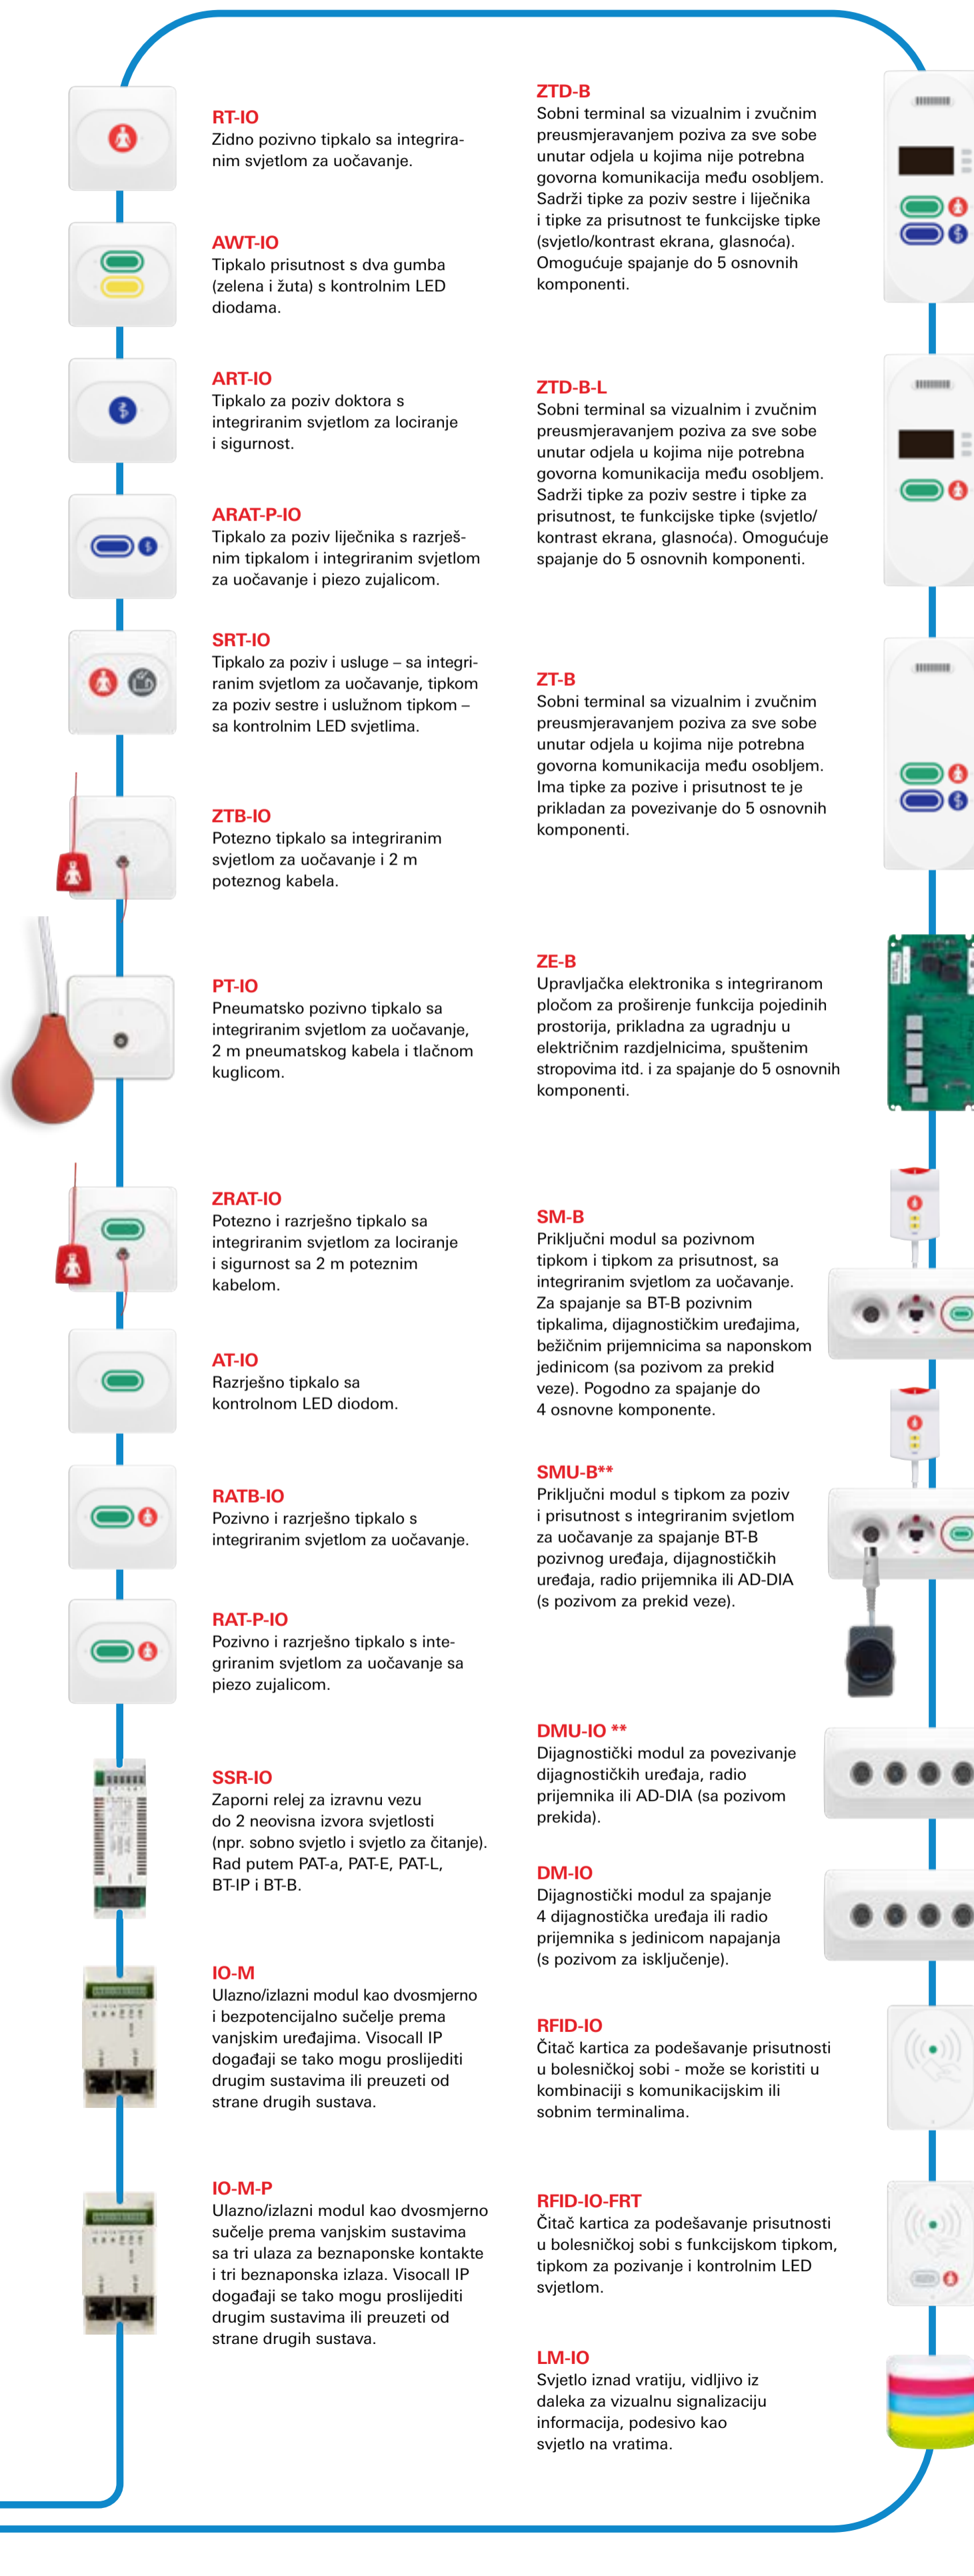 RT-IO
Zidno pozivno tipkalo sa integrira-
nim svjetlom za uočavanje.
AWT-IO
Tipkalo prisutnost s dva gumba
(zelena i žuta) s kontrolnim LED
diodama.
ART-IO
Tipkalo za poziv doktora s
integriranim svjetlom za lociranje
i sigurnost.
ARAT-P-IO
Tipkalo za poziv liječnika s razrješ-
nim tipkalom i integriranim svjetlom
za uočavanje i piezo zujalicom.
SRT-IO
Tipkalo za poziv i usluge – sa integri-
ranim svjetlom za uočavanje, tipkom
za poziv sestre i uslužnom tipkom –
sa kontrolnim LED svjetlima.
ZTB-IO
Potezno tipkalo sa integriranim
svjetlom za uočavanje i 2 m
poteznog kabela.
PT-IO
Pneumatsko pozivno tipkalo sa
integriranim svjetlom za uočavanje,
2 m pneumatskog kabela i tlačnom
kuglicom.
ZRAT-IO
Potezno i razrješno tipkalo sa
integriranim svjetlom za lociranje
i sigurnost sa 2 m poteznim
kabelom.
AT-IO
Razrješno tipkalo sa
kontrolnom LED diodom.
RATB-IO
Pozivno i razrješno tipkalo s
integriranim svjetlom za uočavanje.
RAT-P-IO
Pozivno i razrješno tipkalo s inte-
griranim svjetlom za uočavanje sa
piezo zujalicom.
SSR-IO
Zaporni relej za izravnu vezu
do 2 neovisna izvora svjetlosti
(npr. sobno svjetlo i svjetlo za čitanje).
Rad putem PAT-a, PAT-E, PAT-L,
BT-IP i BT-B.
IO-M
Ulazno/izlazni modul kao dvosmjerno
i bezpotencijalno sučelje prema
vanjskim uređajima. Visocall IP
događaji se tako mogu proslijediti
drugim sustavima ili preuzeti od
strane drugih sustava.
IO-M-P
Ulazno/izlazni modul kao dvosmjerno
sučelje prema vanjskim sustavima
sa tri ulaza za beznaponske kontakte
i tri beznaponska izlaza. Visocall IP
događaji se tako mogu proslijediti
drugim sustavima ili preuzeti od
strane drugih sustava.
ZTD-B
Sobni terminal sa vizualnim i zvučnim
preusmjeravanjem poziva za sve sobe
unutar odjela u kojima nije potrebna
govorna komunikacija među osobljem.
Sadrži tipke za poziv sestre i liječnika
i tipke za prisutnost te funkcijske tipke
(svjetlo/kontrast ekrana, glasnoća).
Omogućuje spajanje do 5 osnovnih
komponenti.
ZTD-B-L
Sobni terminal sa vizualnim i zvučnim
preusmjeravanjem poziva za sve sobe
unutar odjela u kojima nije potrebna
govorna komunikacija među osobljem.
Sadrži tipke za poziv sestre i tipke za
prisutnost, te funkcijske tipke (svjetlo/
kontrast ekrana, glasnoća). Omogućuje
spajanje do 5 osnovnih komponenti.
ZT-B
Sobni terminal sa vizualnim i zvučnim
preusmjeravanjem poziva za sve sobe
unutar odjela u kojima nije potrebna
govorna komunikacija među osobljem.
Ima tipke za pozive i prisutnost te je
prikladan za povezivanje do 5 osnovnih
komponenti.
ZE-B
Upravljačka elektronika s integriranom
pločom za proširenje funkcija pojedinih
prostorija, prikladna za ugradnju u
električnim razdjelnicima, spuštenim
stropovima itd. i za spajanje do 5 osnovnih
komponenti.
SM-B
Priključni modul sa pozivnom
tipkom i tipkom za prisutnost, sa
integriranim svjetlom za uočavanje.
Za spajanje sa BT-B pozivnim
tipkalima, dijagnostičkim uređajima,
bežičnim prijemnicima sa naponskom
jedinicom (sa pozivom za prekid
veze). Pogodno za spajanje do
4 osnovne komponente.
SMU-B**
Priključni modul s tipkom za poziv
i prisutnost s integriranim svjetlom
za uočavanje za spajanje BT-B
pozivnog uređaja, dijagnostičkih
uređaja, radio prijemnika ili AD-DIA
(s pozivom za prekid veze).
DMU-IO **
Dijagnostički modul za povezivanje
dijagnostičkih uređaja, radio
prijemnika ili AD-DIA (sa pozivom
prekida).
DM-IO
Dijagnostički modul za spajanje
4 dijagnostička uređaja ili radio
prijemnika s jedinicom napajanja
(s pozivom za isključenje).
RFID-IO
Čitač kartica za podešavanje prisutnosti
u bolesničkoj sobi - može se koristiti u
kombinaciji s komunikacijskim ili
sobnim terminalima.
RFID-IO-FRT
Čitač kartica za podešavanje prisutnosti
u bolesničkoj sobi s funkcijskom tipkom,
tipkom za pozivanje i kontrolnim LED
svjetlom.
LM-IO
Svjetlo iznad vratiju, vidljivo iz
daleka za vizualnu signalizaciju
informacija, podesivo kao
svjetlo na vratima.